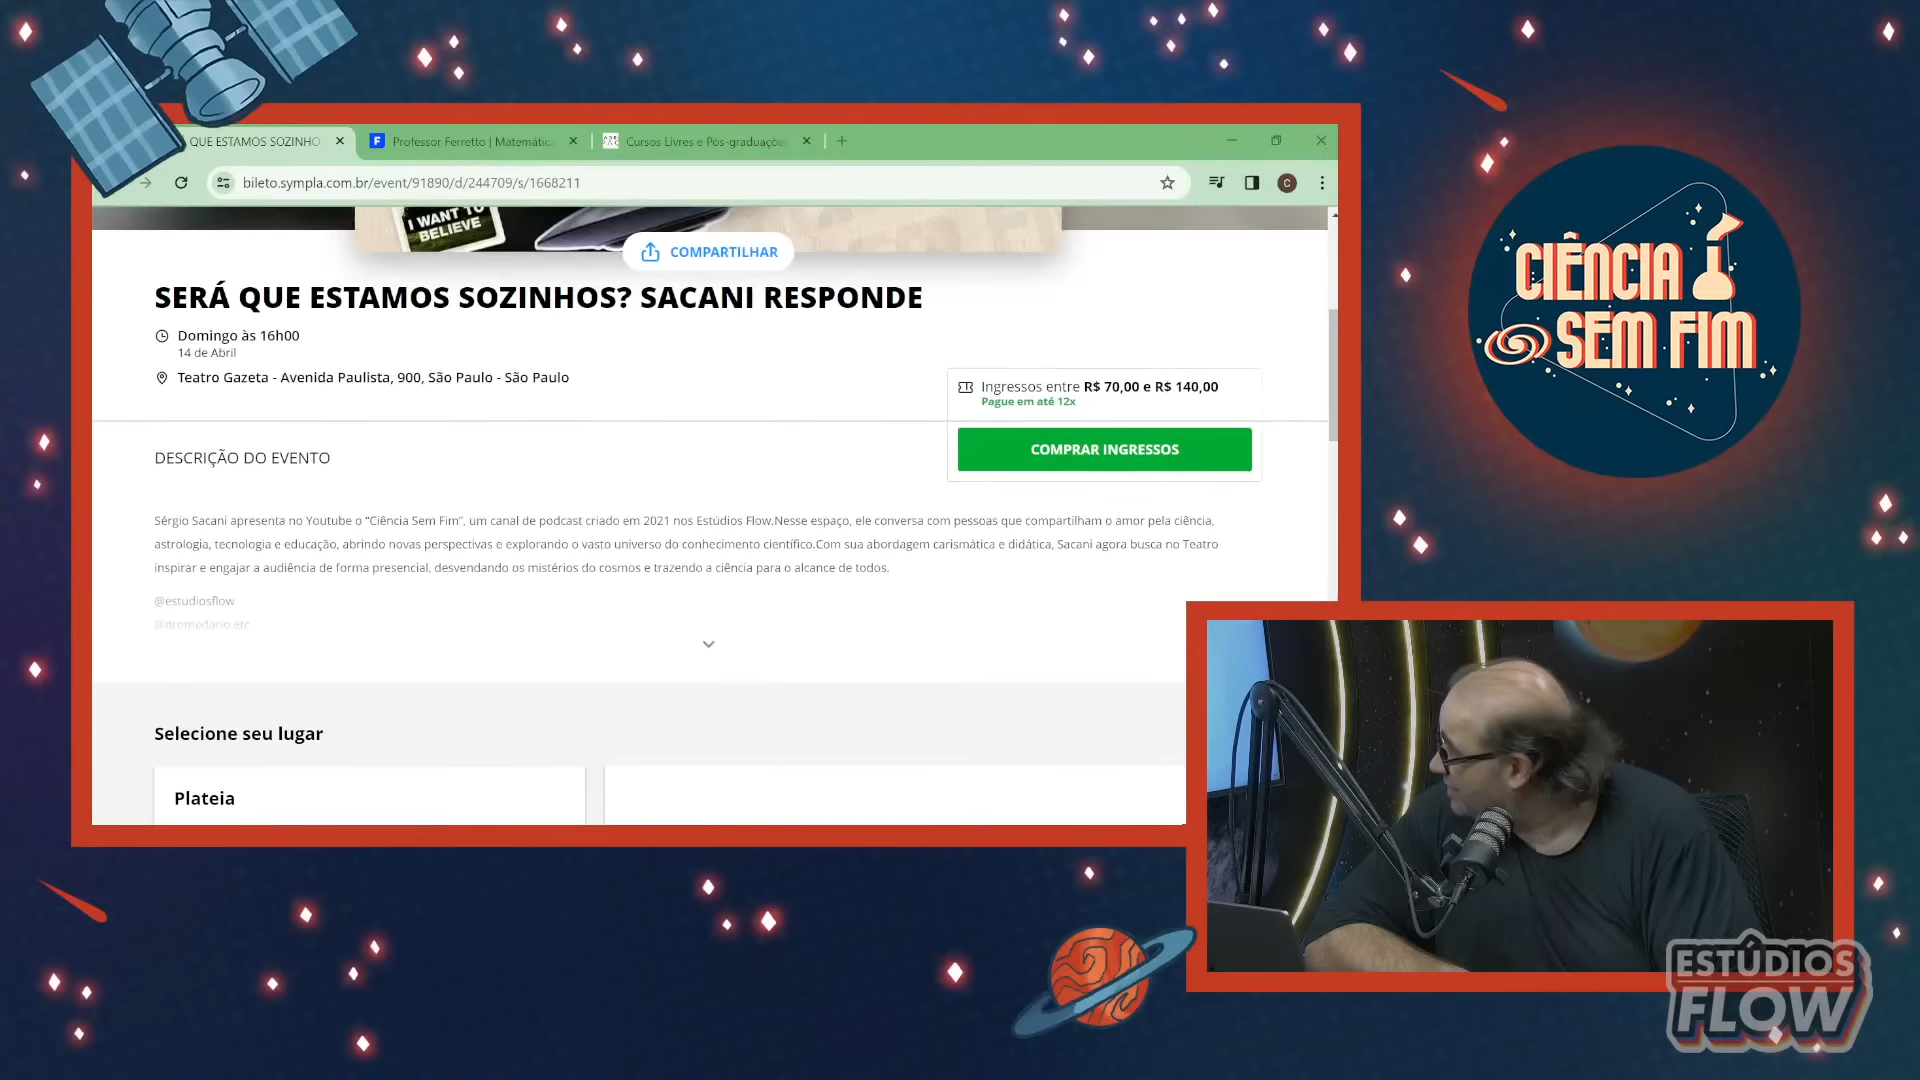 QUE ESTAMOS SOZINHO
Professor Ferretto | Matemática
Cursos Livres e Pós-graduações
bileto.sympla.com.br/event/91890/d/244709/s/1668211
C
I WANT TO
BELIEVE
COMPARTILHAR
SERÁ QUE ESTAMOS SOZINHOS? SACANI RESPONDE
Domingo às 16h00
14 de Abril
Teatro Gazeta - Avenida Paulista, 900, São Paulo - São Paulo
Ingressos entre R$ 70,00 e R$ 140,00
Pague em até 12x
COMPRAR INGRESSOS
DESCRIÇÃO DO EVENTO
Sérgio Sacani apresenta no Youtube o “Ciência Sem Fim”, um canal de podcast criado em 2021 nos Estúdios Flow.Nesse espaço, ele conversa com pessoas que compartilham o amor pela ciência,
astrologia, tecnologia e educação, abrindo novas perspectivas e explorando o vasto universo do conhecimento científico.Com sua abordagem carismática e didática, Sacani agora busca no Teatro
inspirar e engajar a audiência de forma presencial, desvendando os mistérios do cosmos e trazendo a ciência para o alcance de todos.
@estudiosflow
@dromedario.etc
Selecione seu lugar
Plateia
CIÊNCIA
SEM FIM
ESTÚDIOS
FLOW